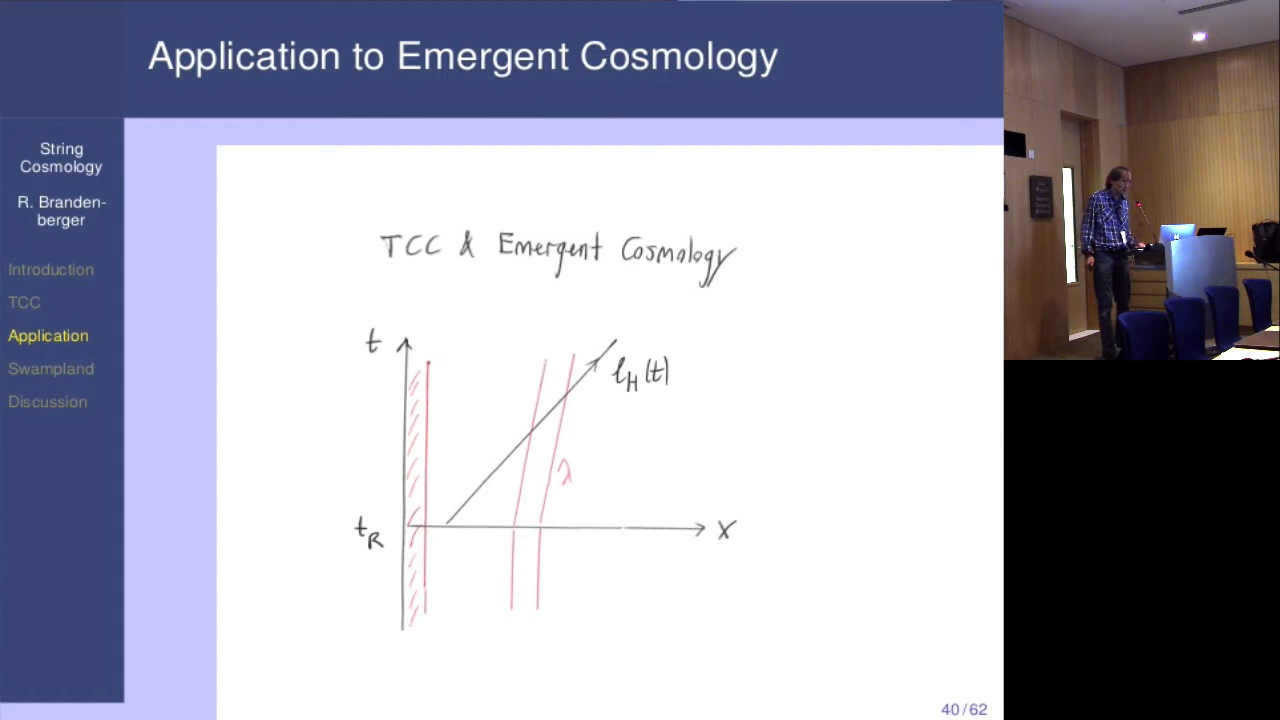 Application to Emergent Cosmology
String
Cosmology
R. Branden-
berger
Introduction
TCC
Application
Swampland
Discussion
TCC & Emergent Cosmology
t
l_H(t)
λ
t_R
x
40/62